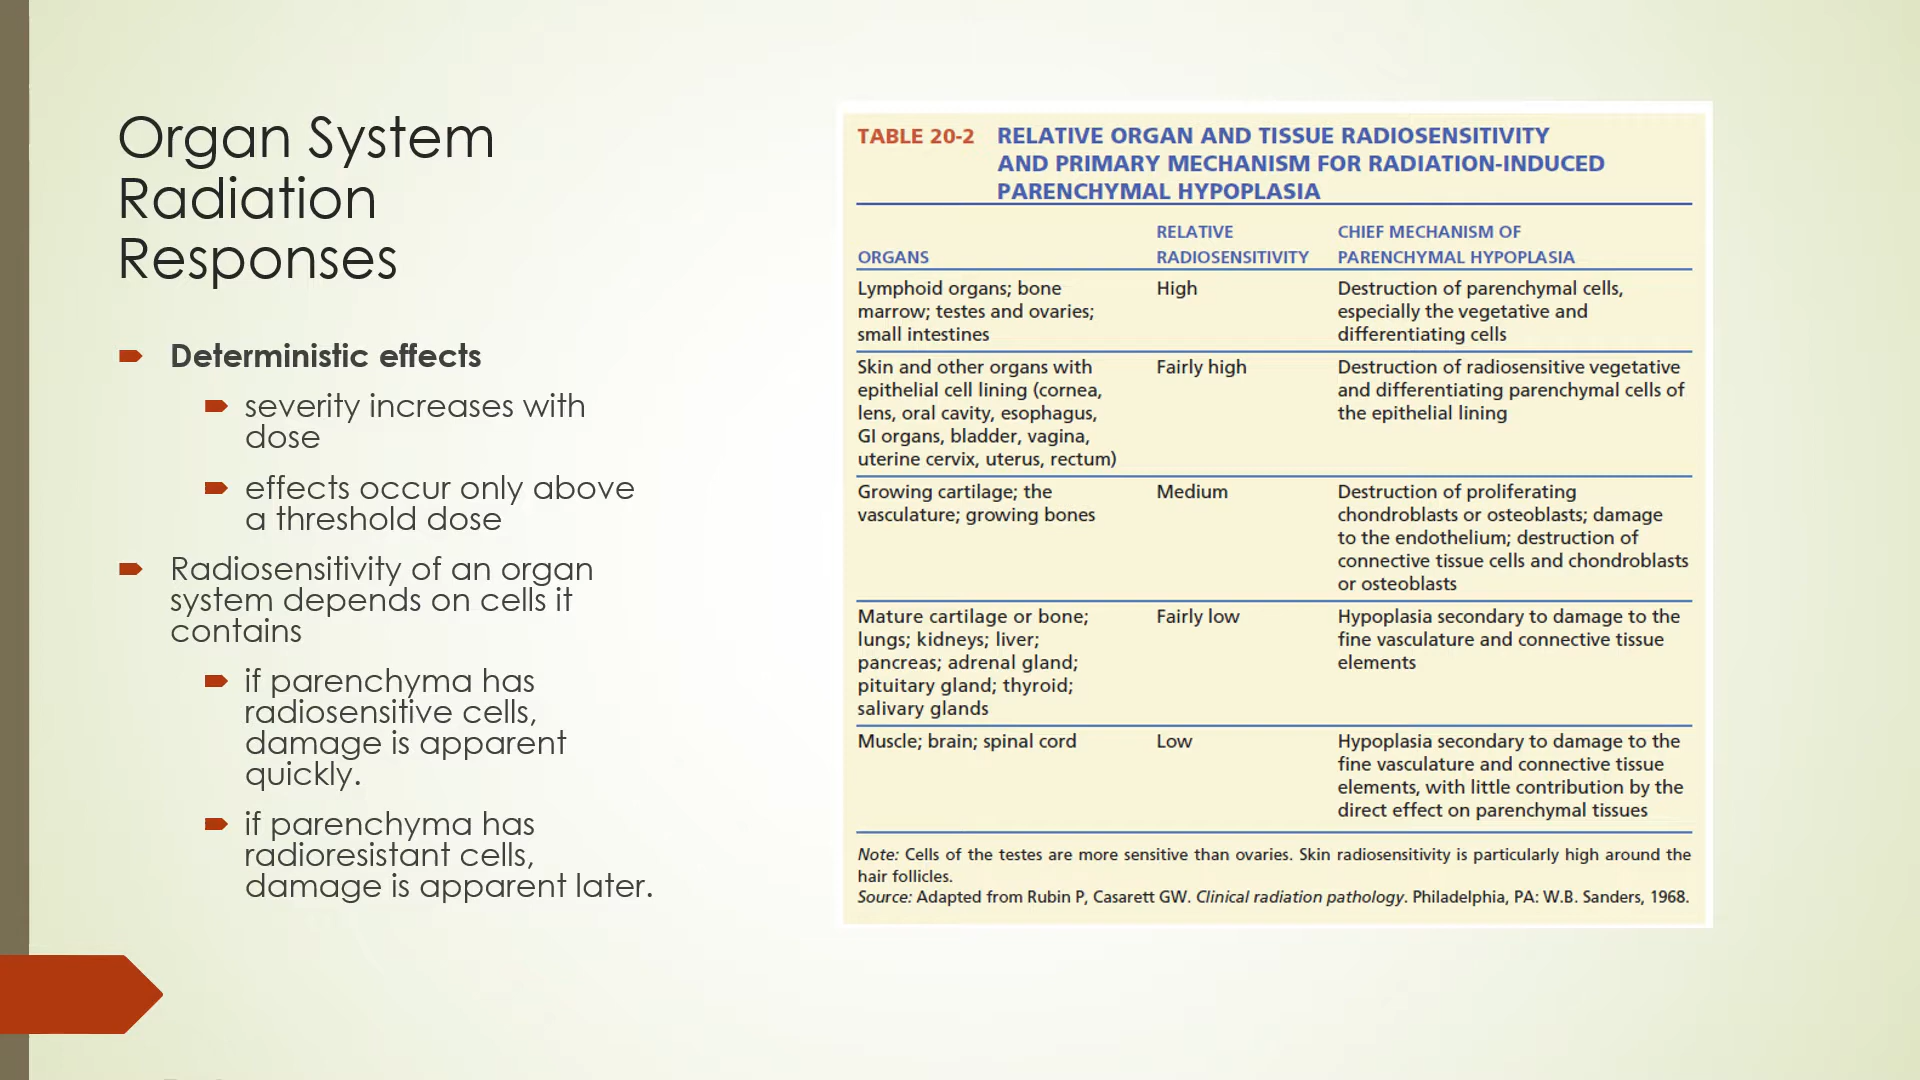 Organ System
Radiation
Responses
Deterministic effects
severity increases with
dose
effects occur only above
a threshold dose
Radiosensitivity of an organ
system depends on cells it
contains
if parenchyma has
radiosensitive cells,
damage is apparent
quickly.
if parenchyma has
radioresistant cells,
damage is apparent later.
TABLE 20-2 RELATIVE ORGAN AND TISSUE RADIOSENSITIVITY
AND PRIMARY MECHANISM FOR RADIATION-INDUCED
PARENCHYMAL HYPOPLASIA
ORGANS
RELATIVE
RADIOSENSITIVITY
CHIEF MECHANISM OF
PARENCHYMAL HYPOPLASIA
Lymphoid organs; bone
marrow; testes and ovaries;
small intestines
High
Destruction of parenchymal cells,
especially the vegetative and
differentiating cells
Skin and other organs with
epithelial cell lining (cornea,
lens, oral cavity, esophagus,
GI organs, bladder, vagina,
uterine cervix, uterus, rectum)
Fairly high
Destruction of radiosensitive vegetative
and differentiating parenchymal cells of
the epithelial lining
Growing cartilage; the
vasculature; growing bones
Medium
Destruction of proliferating
chondroblasts or osteoblasts; damage
to the endothelium; destruction of
connective tissue cells and chondroblasts
or osteoblasts
Mature cartilage or bone;
lungs; kidneys; liver;
pancreas; adrenal gland;
pituitary gland; thyroid;
salivary glands
Fairly low
Hypoplasia secondary to damage to the
fine vasculature and connective tissue
elements
Muscle; brain; spinal cord
Low
Hypoplasia secondary to damage to the
fine vasculature and connective tissue
elements, with little contribution by the
direct effect on parenchymal tissues
Note: Cells of the testes are more sensitive than ovaries. Skin radiosensitivity is particularly high around the
hair follicles.
Source: Adapted from Rubin P, Casarett GW. Clinical radiation pathology. Philadelphia, PA: W.B. Sanders, 1968.